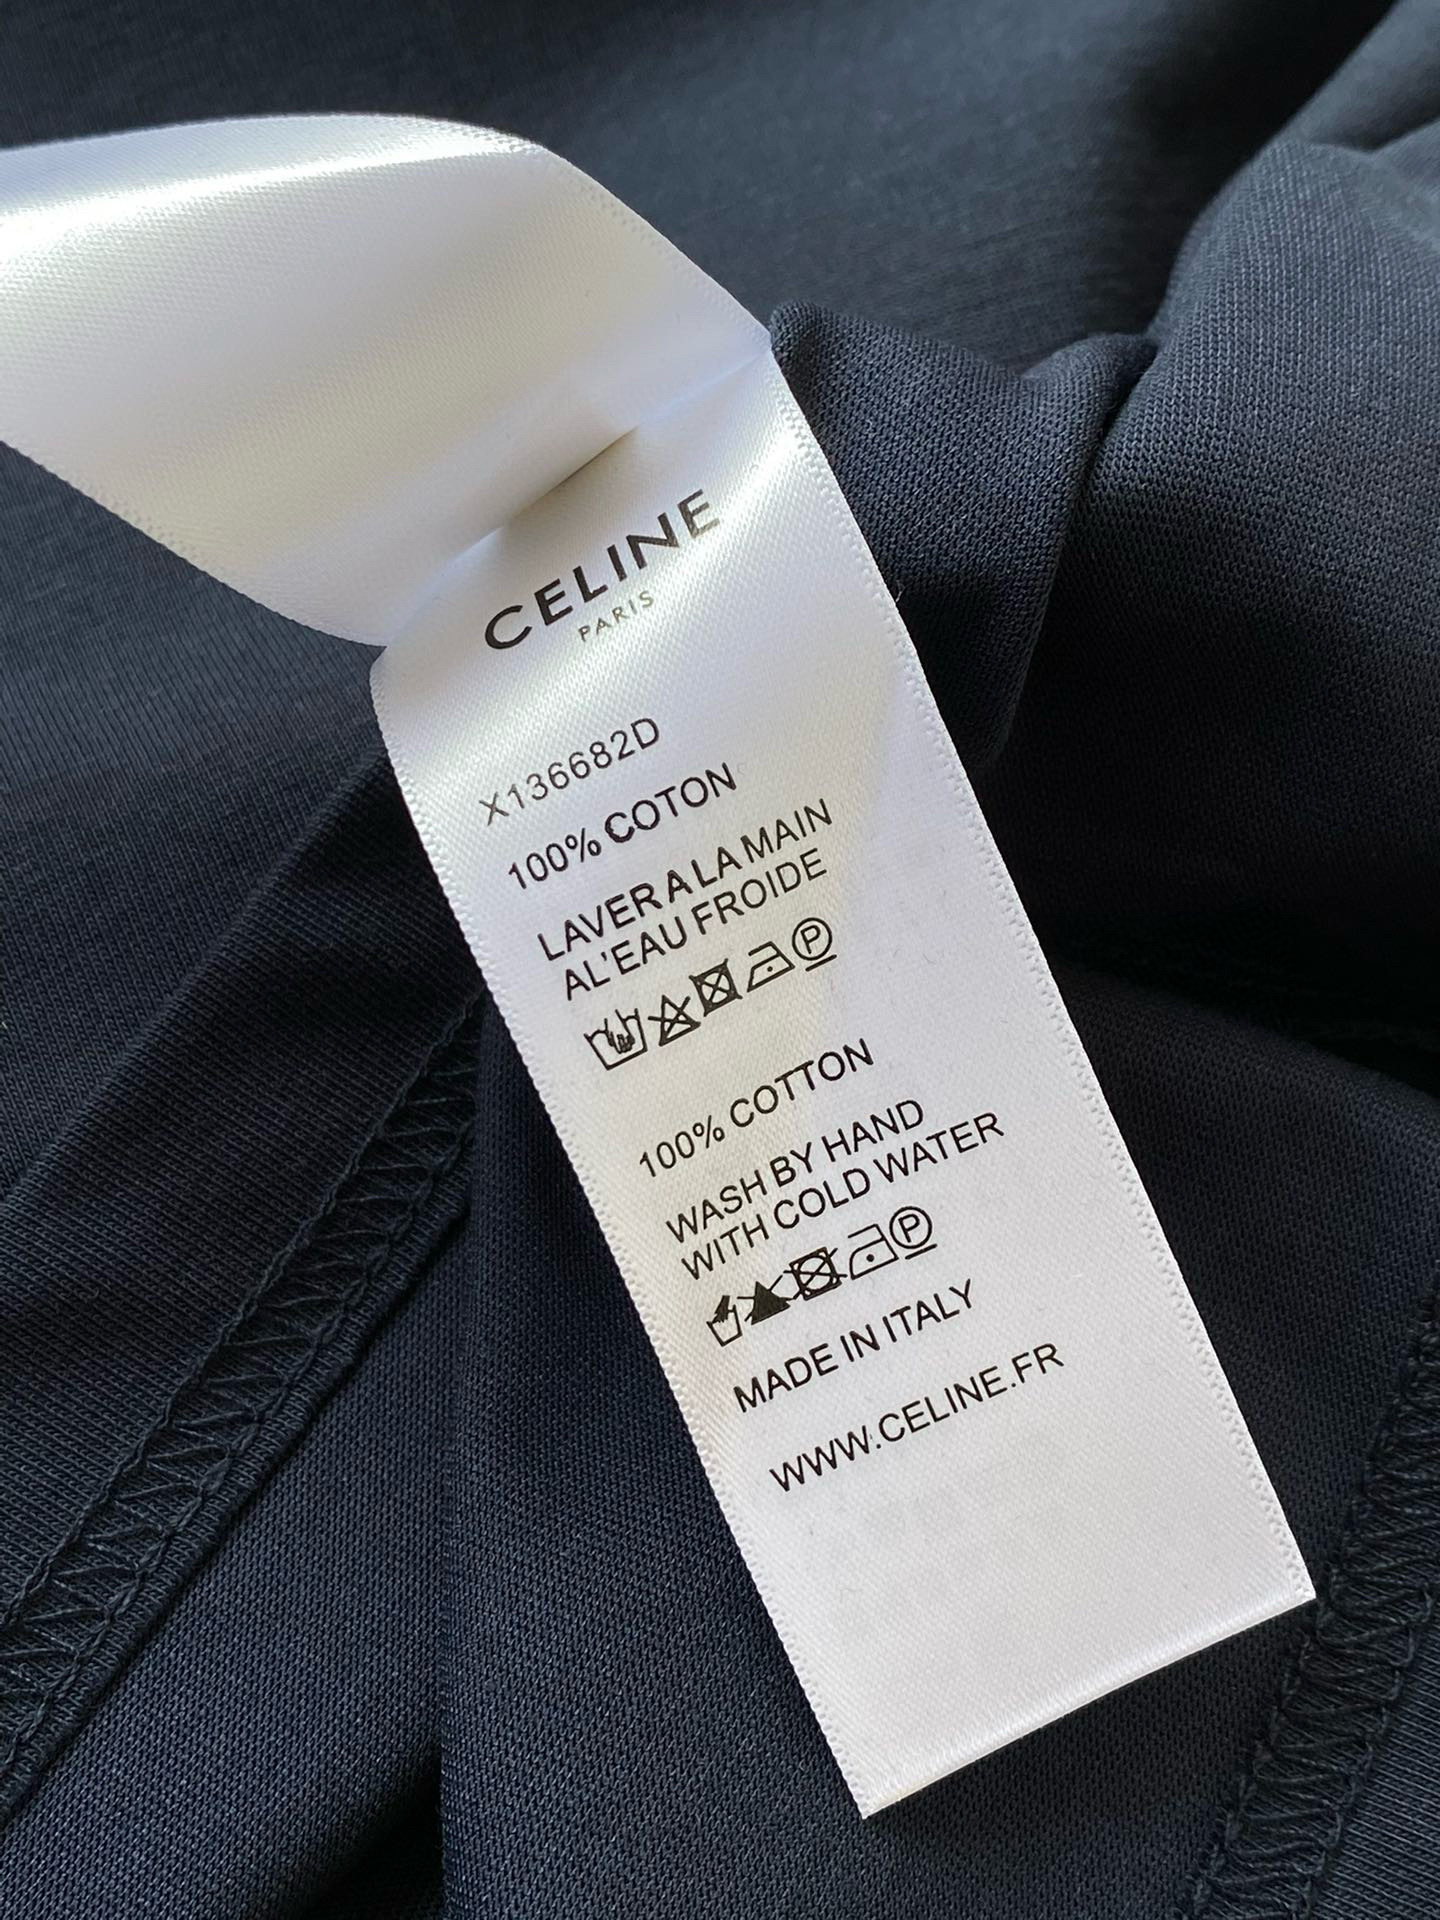 CELINE
PARIS
X136682D
100% COTON
LAVER A LA MAIN
A L'EAU FROIDE
P
100% COTTON
WASH BY HAND
WITH COLD WATER
P
MADE IN ITALY
WWW.CELINE.FR